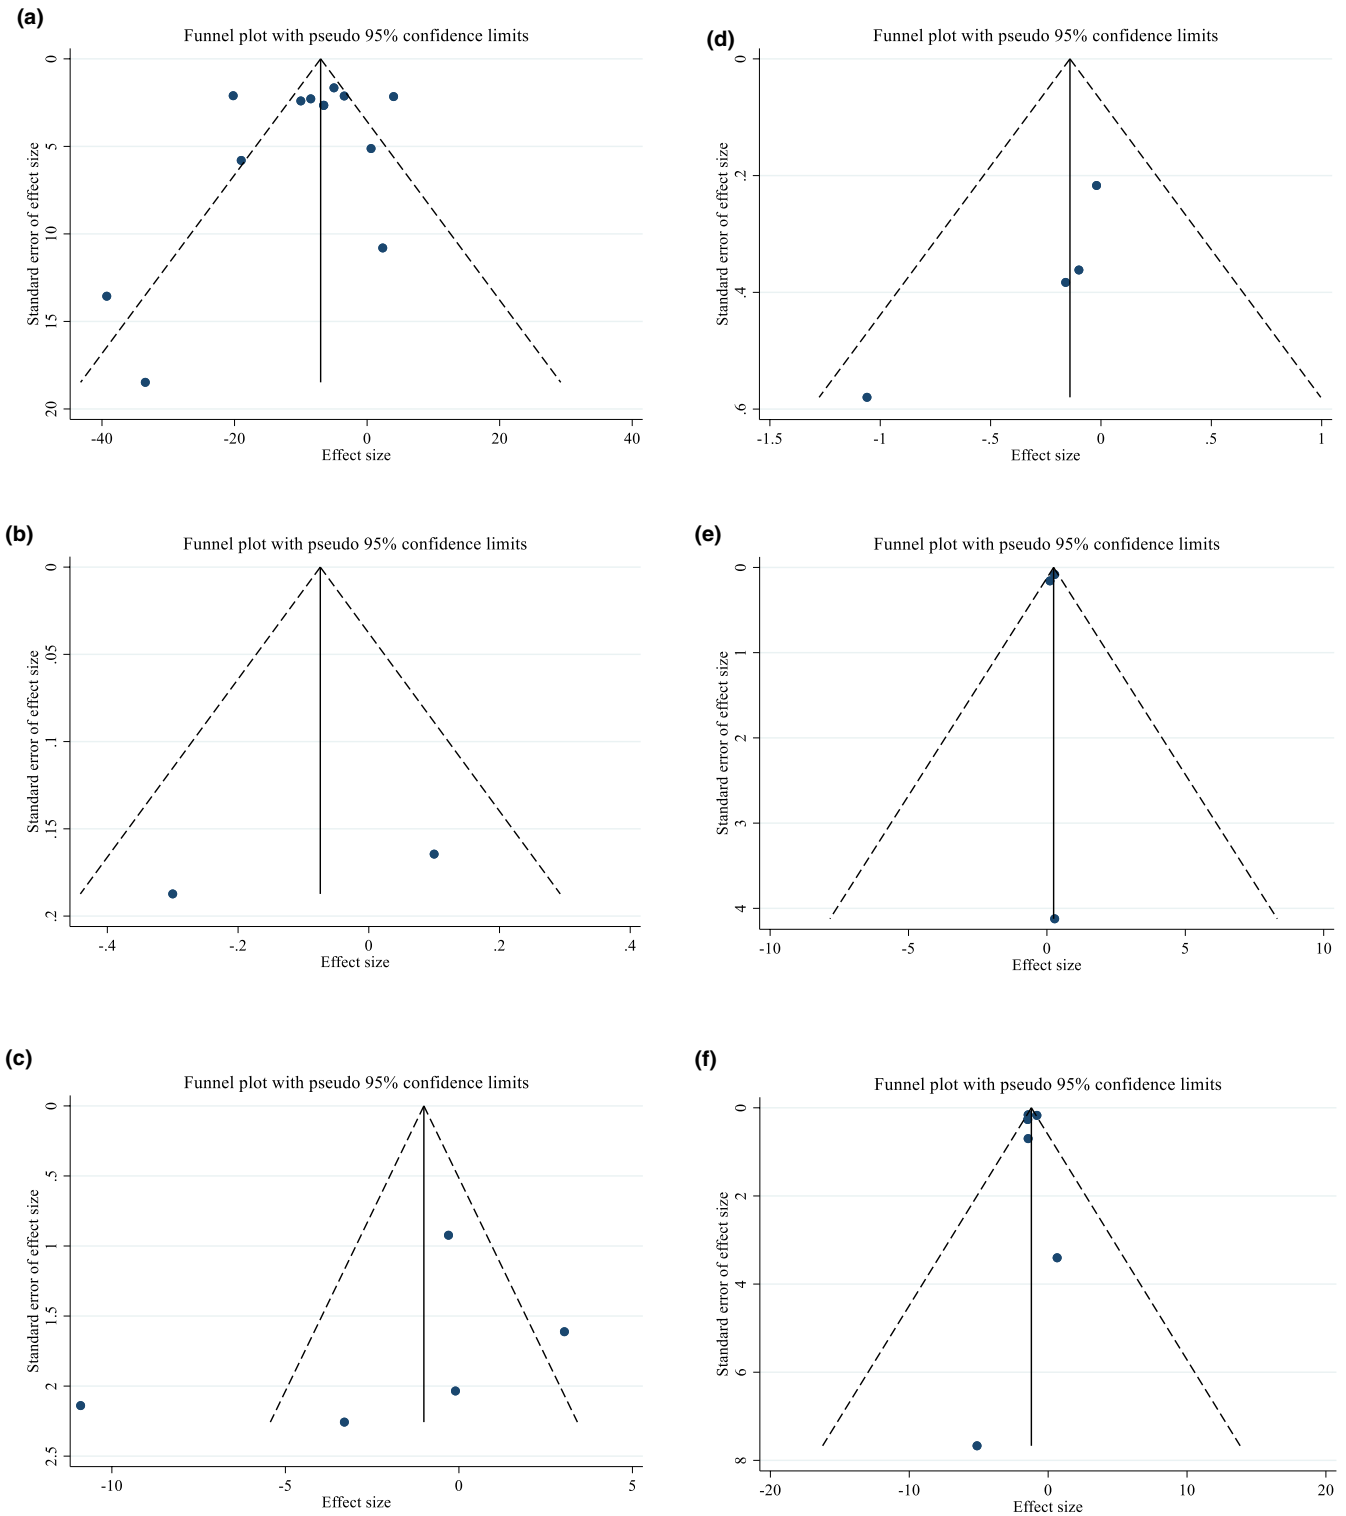 (a)
Funnel plot with pseudo 95% confidence limits
Standard error of effect size
0
5
10
15
20
-40
-20
0
20
40
Effect size
(b)
Funnel plot with pseudo 95% confidence limits
Standard error of effect size
0
.05
.1
.15
.2
-.4
-.2
0
.2
.4
Effect size
(c)
Funnel plot with pseudo 95% confidence limits
Standard error of effect size
0
.5
1
1.5
2
2.5
-10
-5
0
5
Effect size
(d)
Funnel plot with pseudo 95% confidence limits
Standard error of effect size
0
.2
.4
.6
-1.5
-1
-.5
0
.5
1
Effect size
(e)
Funnel plot with pseudo 95% confidence limits
Standard error of effect size
0
1
2
3
4
-10
-5
0
5
10
Effect size
(f)
Funnel plot with pseudo 95% confidence limits
Standard error of effect size
0
2
4
6
8
-20
-10
0
10
20
Effect size